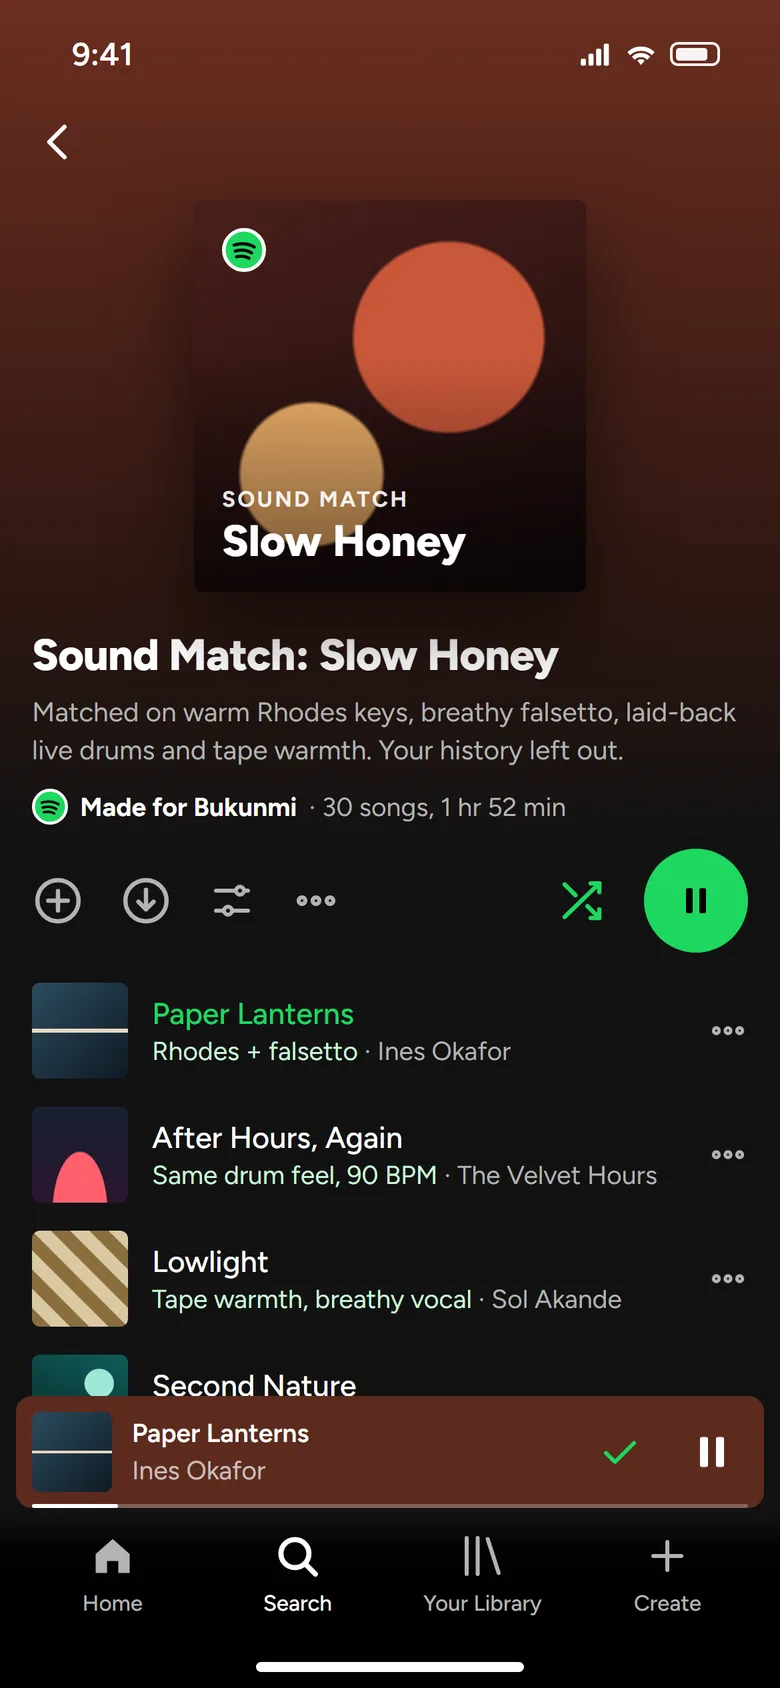 9:41
SOUND MATCH
Slow Honey
Sound Match: Slow Honey
Matched on warm Rhodes keys, breathy falsetto, laid-back
live drums and tape warmth. Your history left out.
Made for Bukunmi · 30 songs, 1 hr 52 min
Paper Lanterns
Rhodes + falsetto · Ines Okafor
After Hours, Again
Same drum feel, 90 BPM · The Velvet Hours
Lowlight
Tape warmth, breathy vocal · Sol Akande
Second Nature
Paper Lanterns
Ines Okafor
Home
Search
Your Library
Create